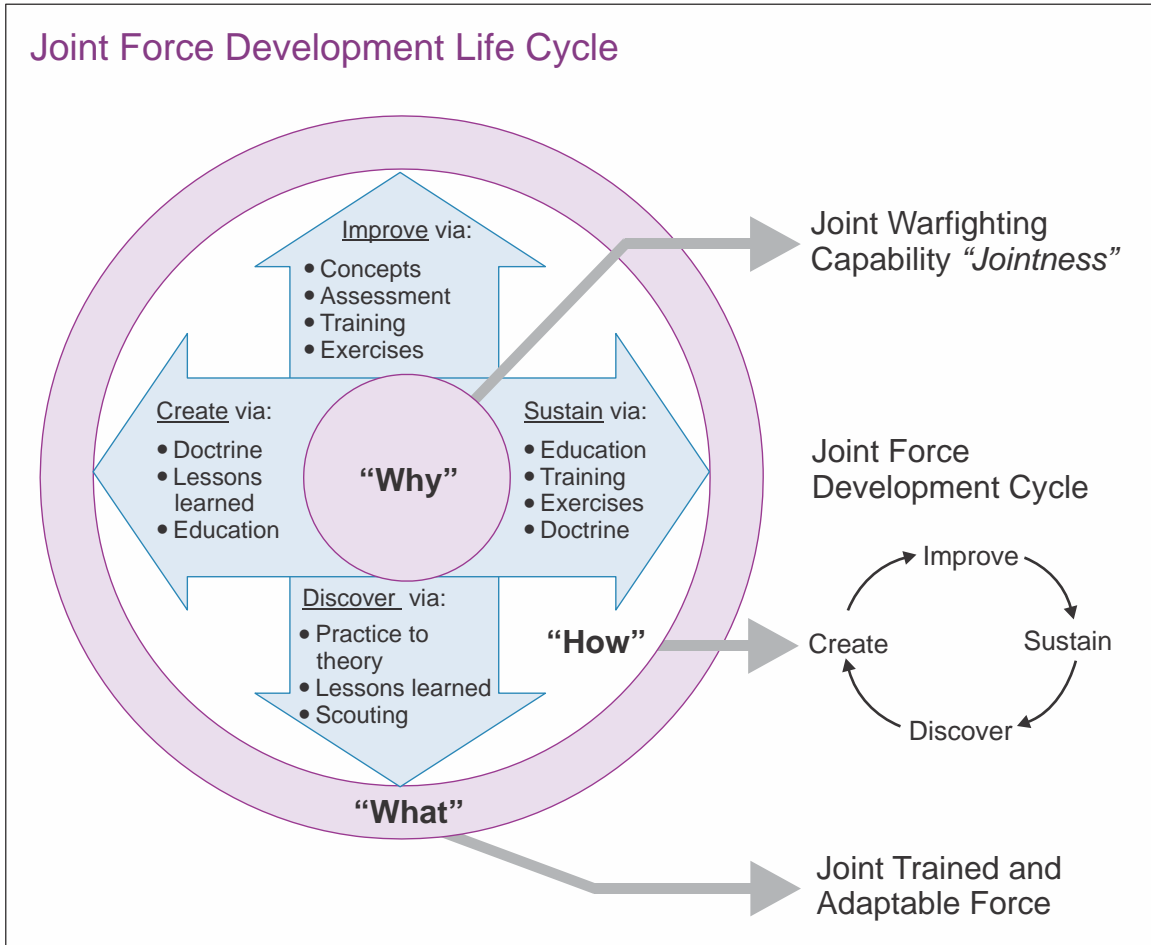 Joint Force Development Life Cycle
Improve via:
• Concepts
• Assessment
• Training
• Exercises
Create via:
• Doctrine
• Lessons
learned
• Education
“Why”
Sustain via:
• Education
• Training
• Exercises
• Doctrine
Discover via:
• Practice to
theory
• Lessons learned
• Scouting
“How”
“What”
Joint Warfighting
Capability “Jointness”
Joint Force
Development Cycle
Improve
Create
Sustain
Discover
Joint Trained and
Adaptable Force